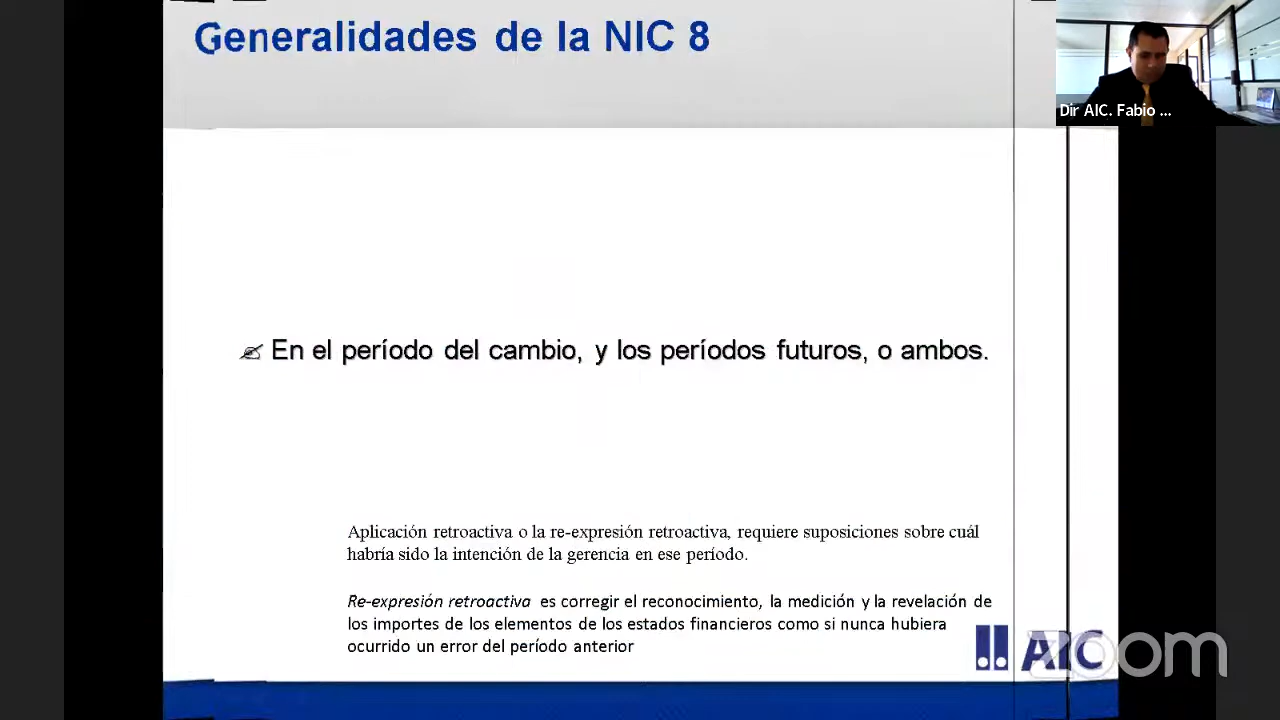 Generalidades de la NIC 8
Dir AIC. Fabio ...
En el período del cambio, y los períodos futuros, o ambos.
Aplicación retroactiva o la re-expresión retroactiva, requiere suposiciones sobre cuál
habría sido la intención de la gerencia en ese período.
Re-expresión retroactiva es corregir el reconocimiento, la medición y la revelación de
los importes de los elementos de los estados financieros como si nunca hubiera
ocurrido un error del período anterior
AIC
zoom